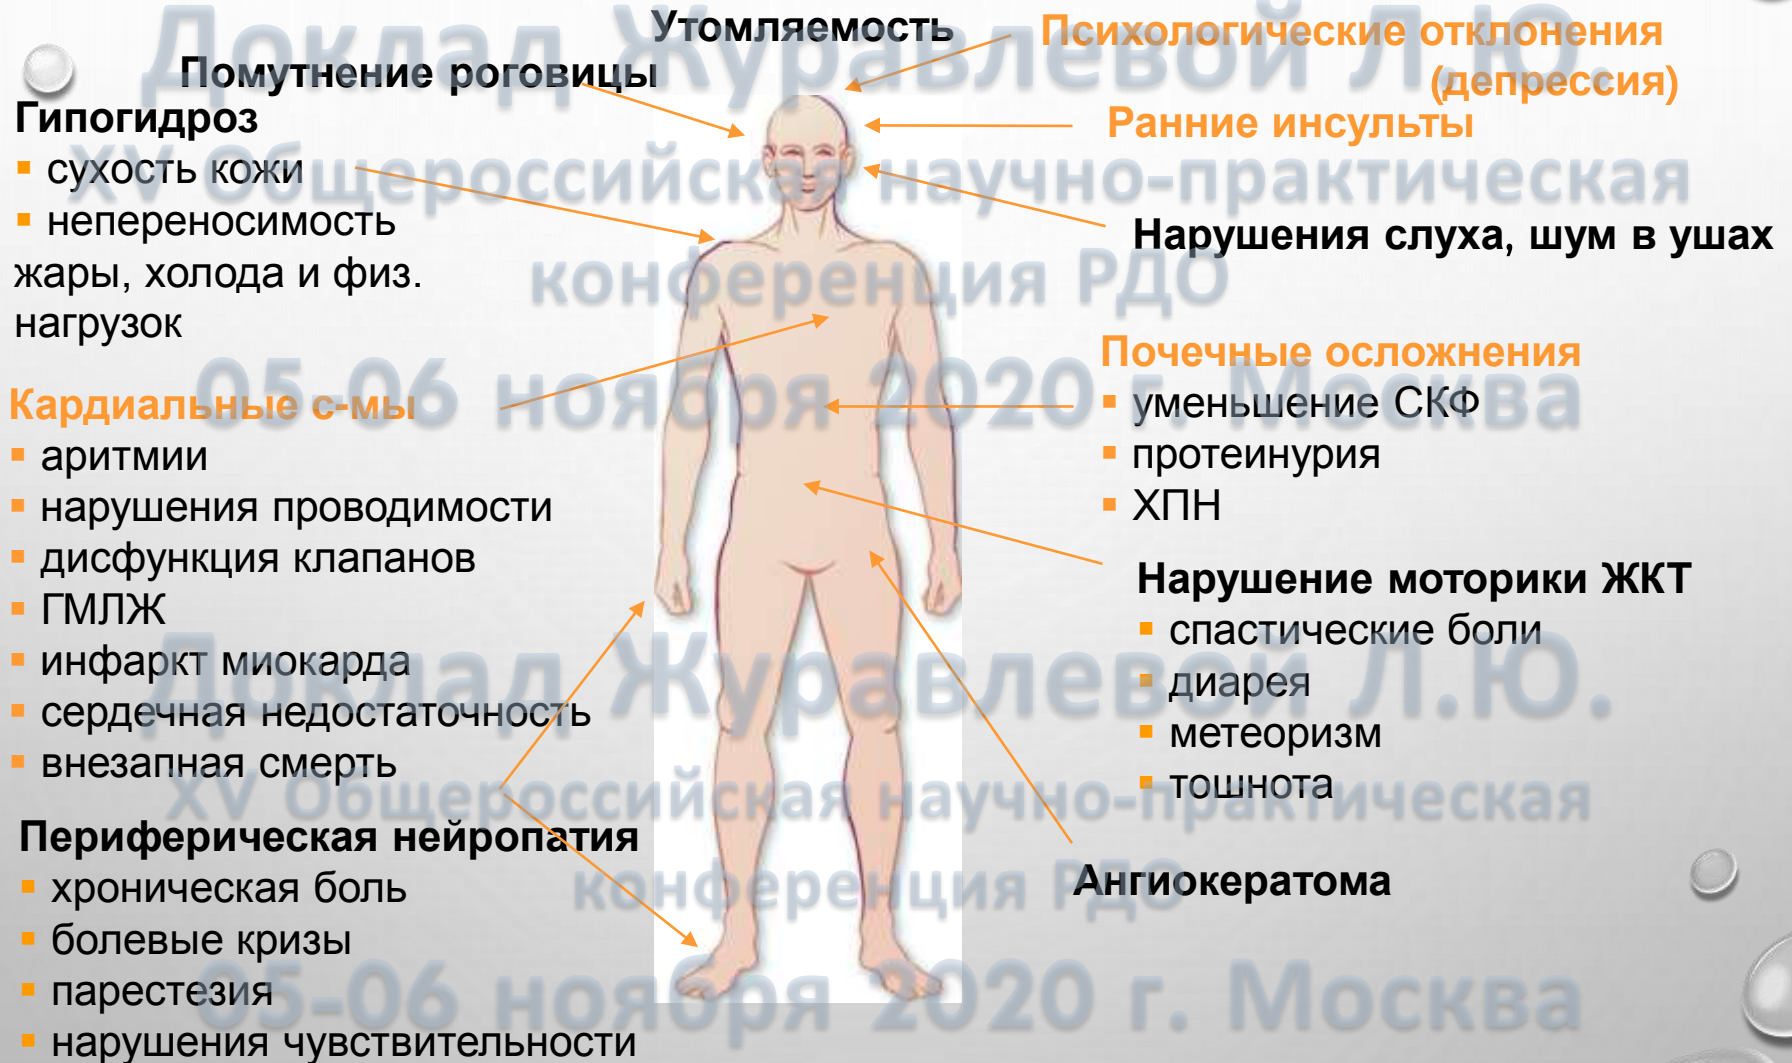 Утомляемость
Психологические отклонения
(депрессия)
Помутнение роговицы
Ранние инсульты
Гипогидроз
▪ сухость кожи
▪ непереносимость
жары, холода и физ.
нагрузок
Нарушения слуха, шум в ушах
Кардиальные с-мы
▪ аритмии
▪ нарушения проводимости
▪ дисфункция клапанов
▪ ГМЛЖ
▪ инфаркт миокарда
▪ сердечная недостаточность
▪ внезапная смерть
Почечные осложнения
▪ уменьшение СКФ
▪ протеинурия
▪ ХПН
Нарушение моторики ЖКТ
▪ спастические боли
▪ диарея
▪ метеоризм
▪ тошнота
Периферическая нейропатия
▪ хроническая боль
▪ болевые кризы
▪ парестезия
▪ нарушения чувствительности
Ангиокератома
Доклад Журавлевой Л.Ю.
XV Общероссийская научно-практическая
конференция РДО
05-06 ноября 2020 г. Москва
Доклад Журавлевой Л.Ю.
XV Общероссийская научно-практическая
конференция РДО
05-06 ноября 2020 г. Москва